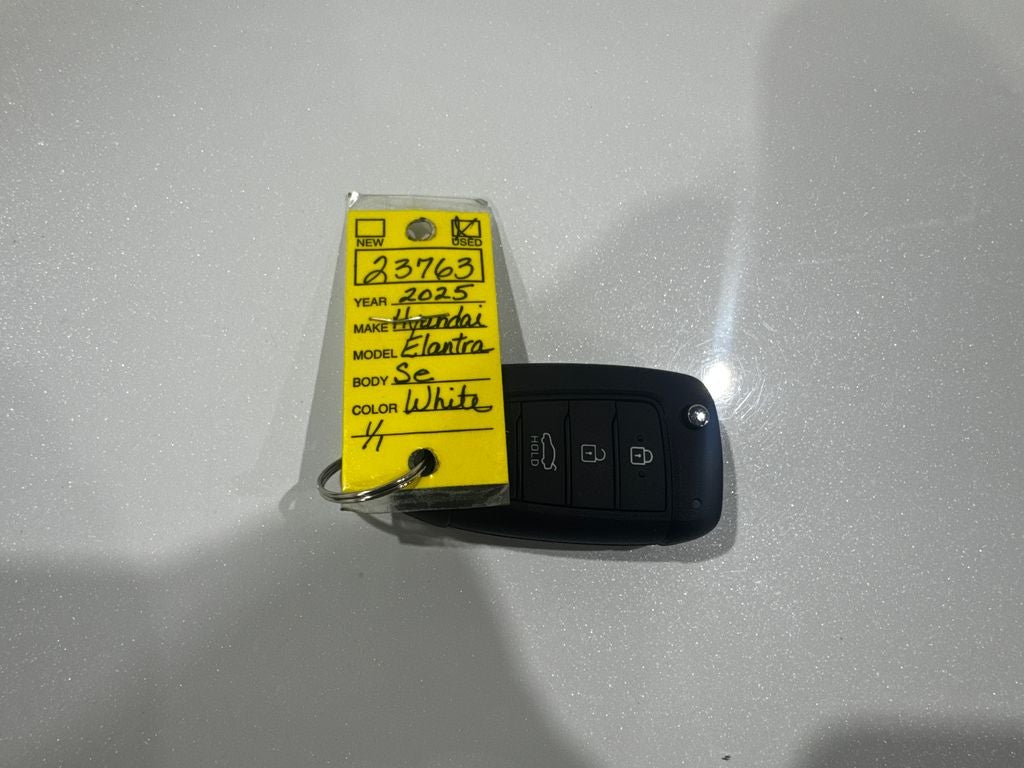 NEW USED
23763
YEAR 2025
MAKE Hyundai
MODEL Elantra
BODY Se
COLOR White
1/1
HOLD